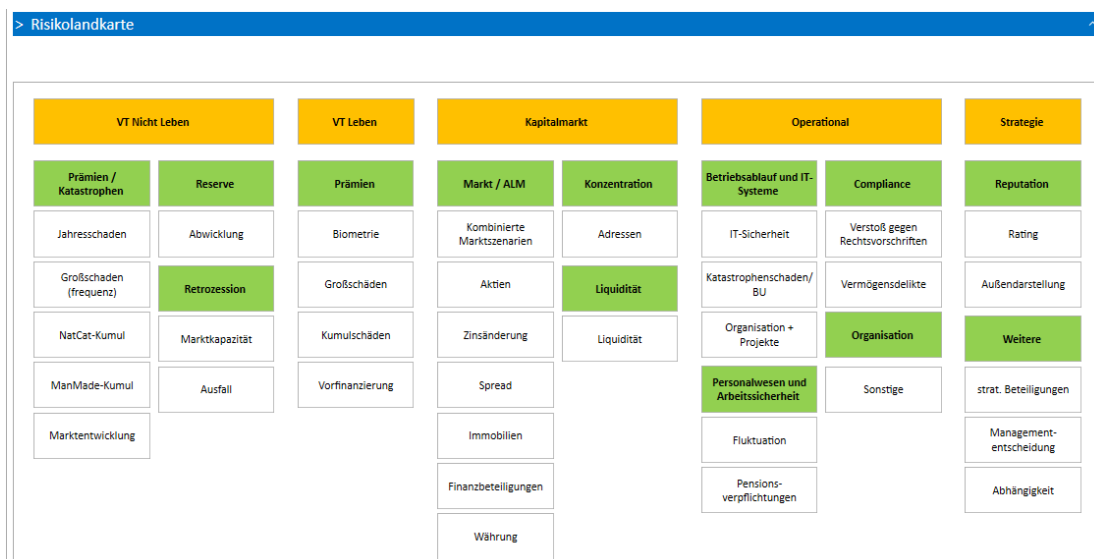 > Risikolandkarte
VT Nicht Leben
VT Leben
Kapitalmarkt
Operational
Strategie
Prämien /
Katastrophen
Jahresschaden
Großschaden
(frequenz)
NatCat-Kumul
ManMade-Kumul
Marktentwicklung
Reserve
Abwicklung
Retrozession
Marktkapazität
Ausfall
Prämien
Biometrie
Großschäden
Kumulschäden
Vorfinanzierung
Markt / ALM
Kombinierte
Marktszenarien
Aktien
Zinsänderung
Spread
Immobilien
Finanzbeteiligungen
Währung
Konzentration
Adressen
Liquidität
Liquidität
Betriebsablauf und IT-
Systeme
IT-Sicherheit
Katastrophenschaden/
BU
Organisation +
Projekte
Personalwesen und
Arbeitssicherheit
Fluktuation
Pensions-
verpflichtungen
Compliance
Verstoß gegen
Rechtsvorschriften
Vermögensdelikte
Organisation
Sonstige
Reputation
Rating
Außendarstellung
Weitere
strat. Beteiligungen
Management-
entscheidung
Abhängigkeit